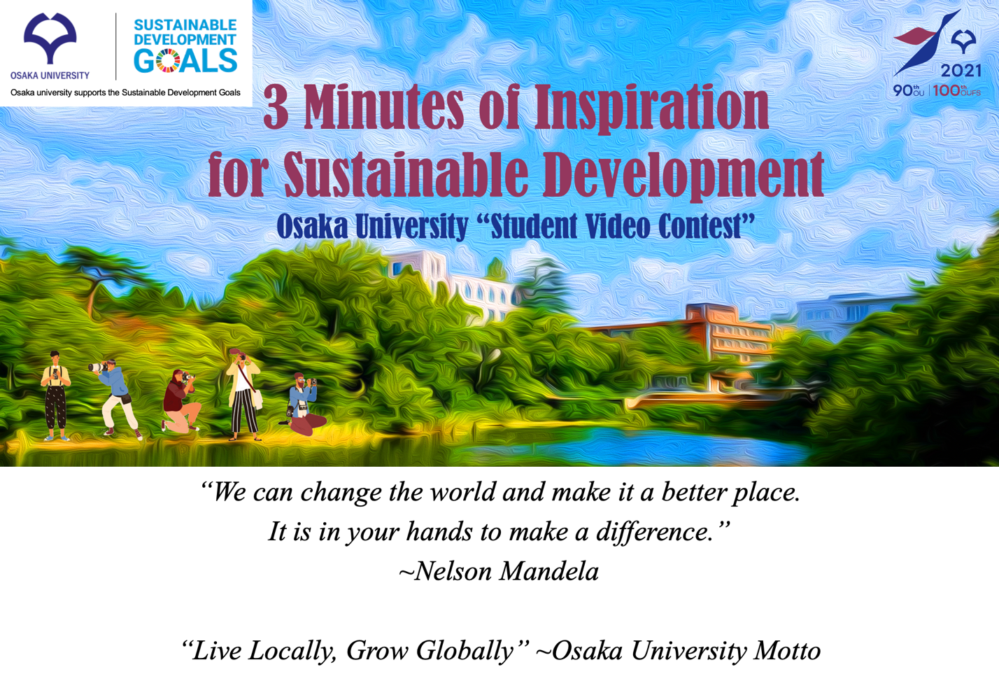 OSAKA UNIVERSITY
SUSTAINABLE
DEVELOPMENT
GOALS
Osaka university supports the Sustainable Development Goals
2021
90th OU | 100th OUFS
3 Minutes of Inspiration
for Sustainable Development
Osaka University “Student Video Contest”
“We can change the world and make it a better place.
It is in your hands to make a difference.”
~Nelson Mandela
“Live Locally, Grow Globally” ~Osaka University Motto